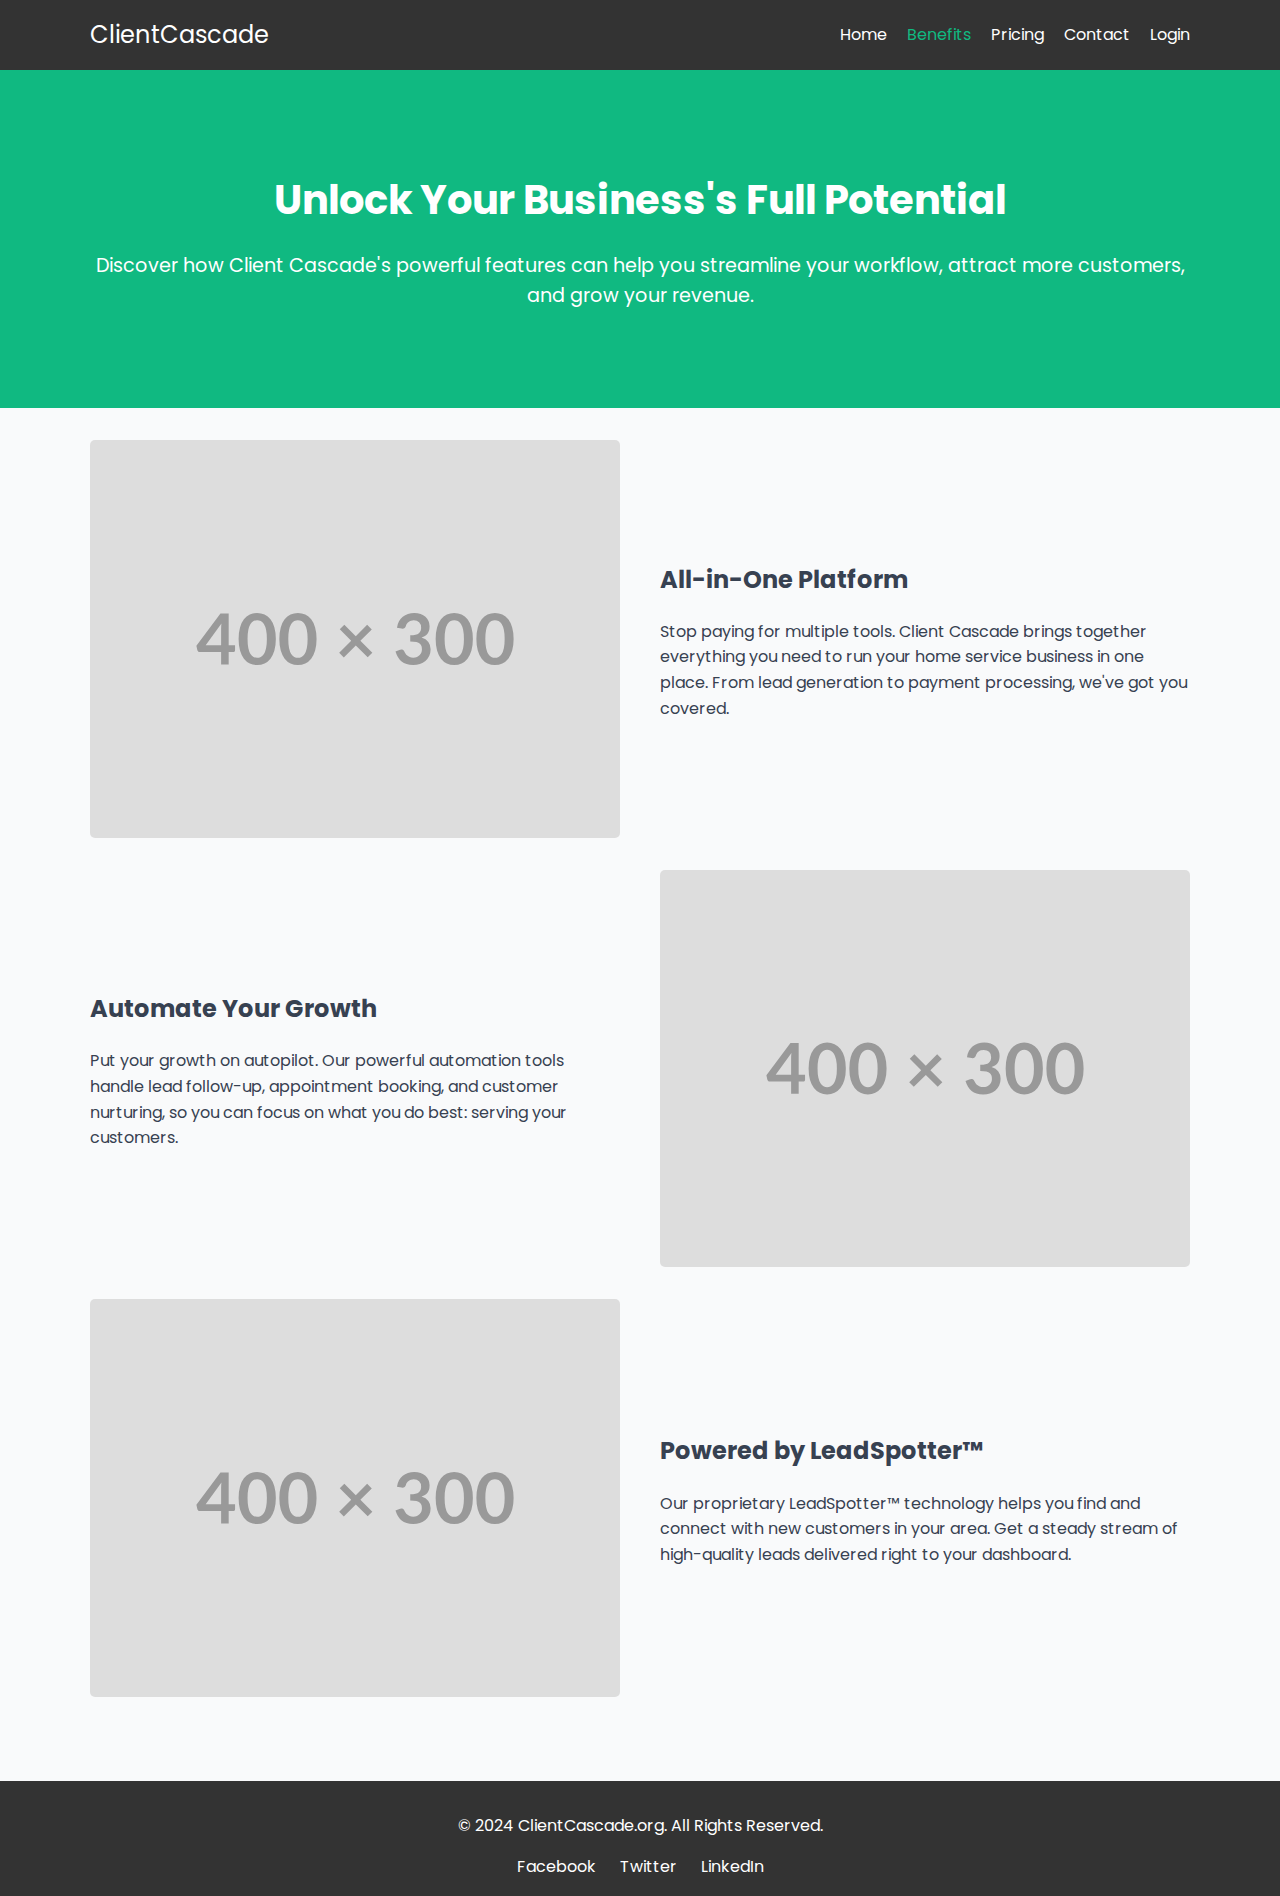 ClientCascade
Home Benefits Pricing Contact Login
Unlock Your Business's Full Potential
Discover how Client Cascade's powerful features can help you streamline your workflow, attract more customers,
and grow your revenue.
400 × 300
All-in-One Platform
Stop paying for multiple tools. Client Cascade brings together
everything you need to run your home service business in one
place. From lead generation to payment processing, we've got you
covered.
Automate Your Growth
Put your growth on autopilot. Our powerful automation tools
handle lead follow-up, appointment booking, and customer
nurturing, so you can focus on what you do best: serving your
customers.
400 × 300
400 × 300
Powered by LeadSpotter™
Our proprietary LeadSpotter™ technology helps you find and
connect with new customers in your area. Get a steady stream of
high-quality leads delivered right to your dashboard.
© 2024 ClientCascade.org. All Rights Reserved.
Facebook Twitter LinkedIn